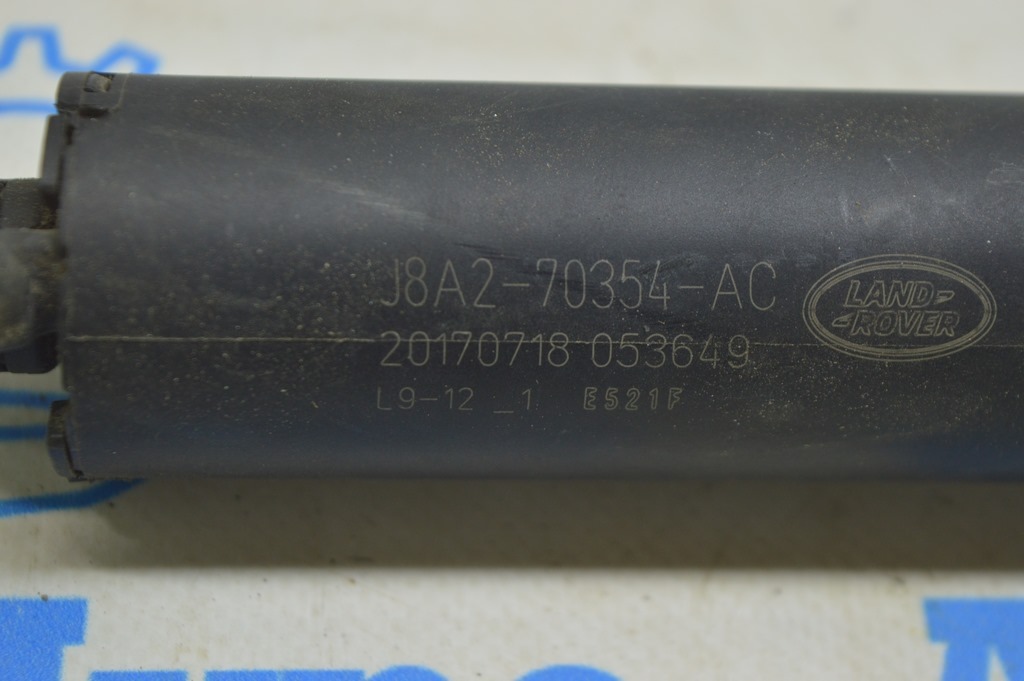 J8A2-70354-AC
20170718 053649
L9-12 _1 E521F
LAND
ROVER